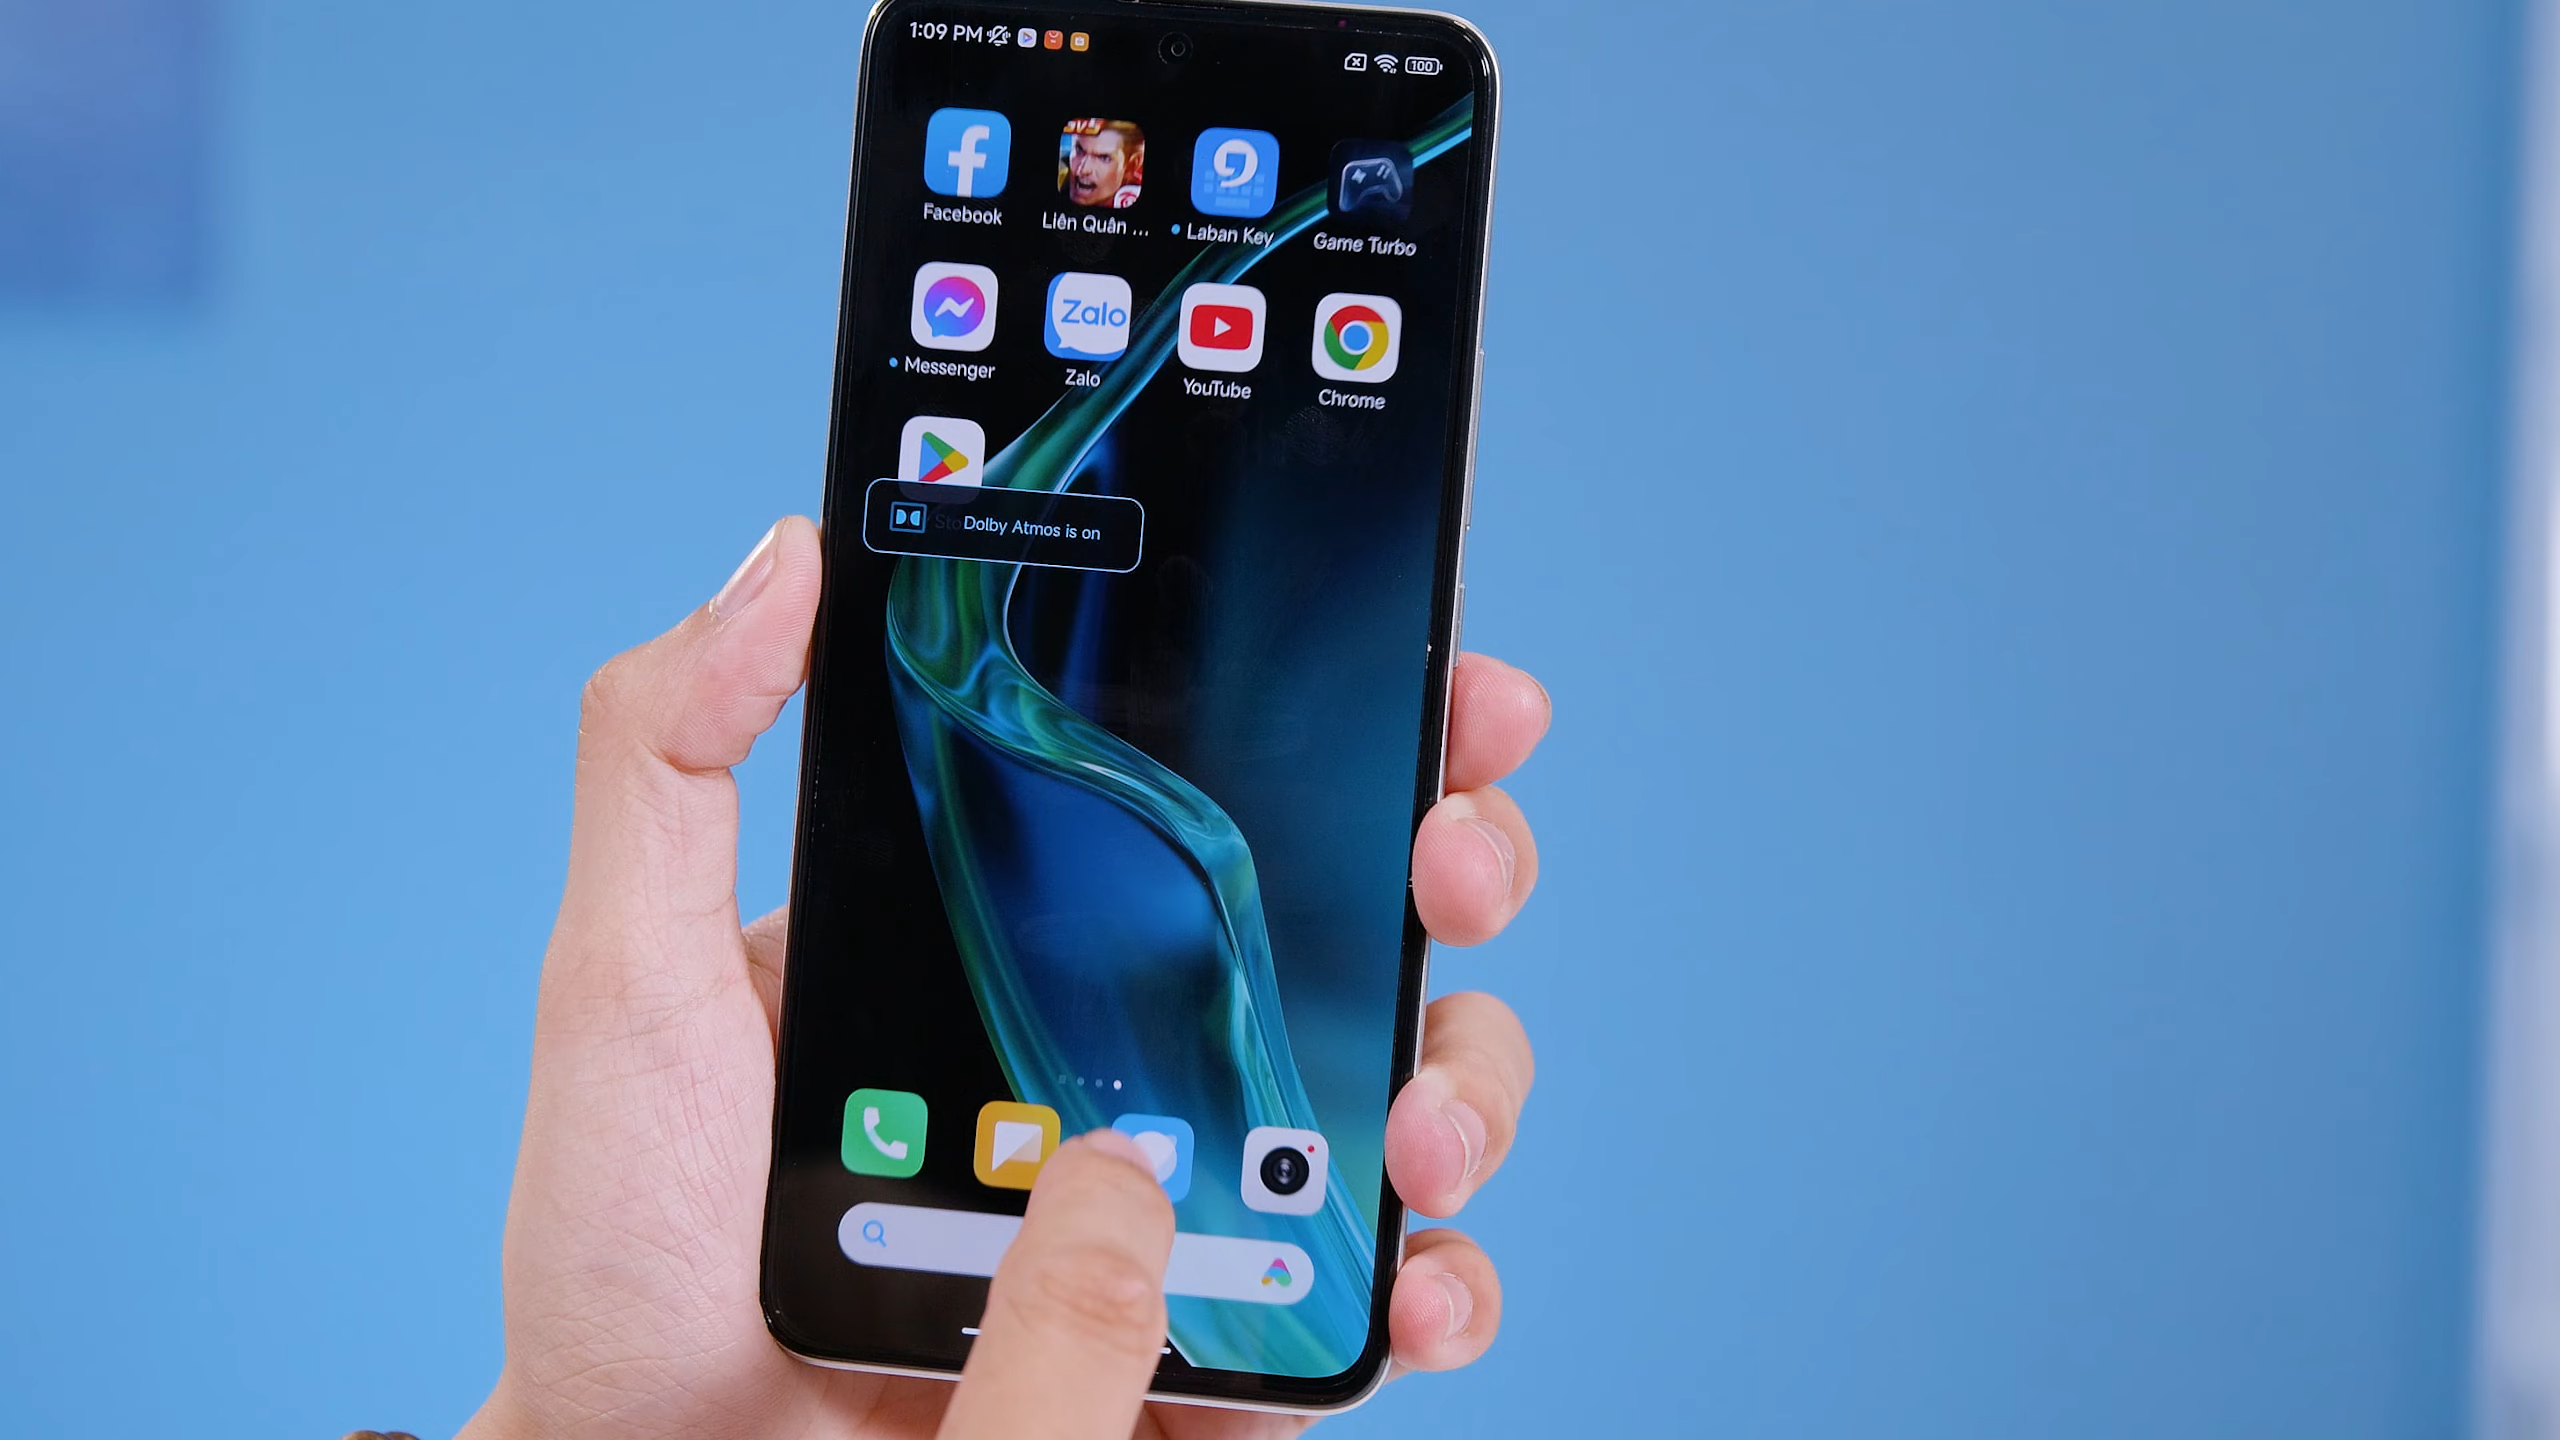 1:09 PM
100
5V5
Facebook
Liên Quân ...
Laban Key
Game Turbo
Zalo
Messenger
Zalo
YouTube
Chrome
Dolby Atmos is on